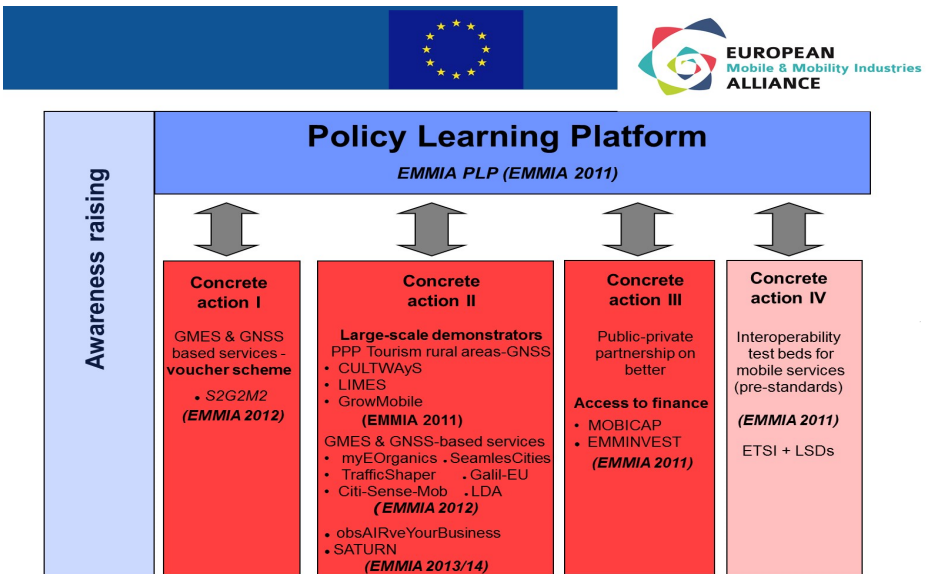 EUROPEAN
Mobile & Mobility Industries
ALLIANCE
Awareness raising
Policy Learning Platform
EMMIA PLP (EMMIA 2011)
Concrete
action I
GMES & GNSS
based services -
voucher scheme
• S2G2M2
(EMMIA 2012)
Concrete
action II
Large-scale demonstrators
PPP Tourism rural areas-GNSS
• CULTWAyS
• LIMES
• GrowMobile
(EMMIA 2011)
GMES & GNSS-based services
• myEOrganics • SeamlesCities
• TrafficShaper • Galil-EU
• Citi-Sense-Mob • LDA
(EMMIA 2012)
• obsAIRveYourBusiness
• SATURN
(EMMIA 2013/14)
Concrete
action III
Public-private
partnership on
better
Access to finance
• MOBICAP
• EMMINVEST
(EMMIA 2011)
Concrete
action IV
Interoperability
test beds for
mobile services
(pre-standards)
(EMMIA 2011)
ETSI + LSDs